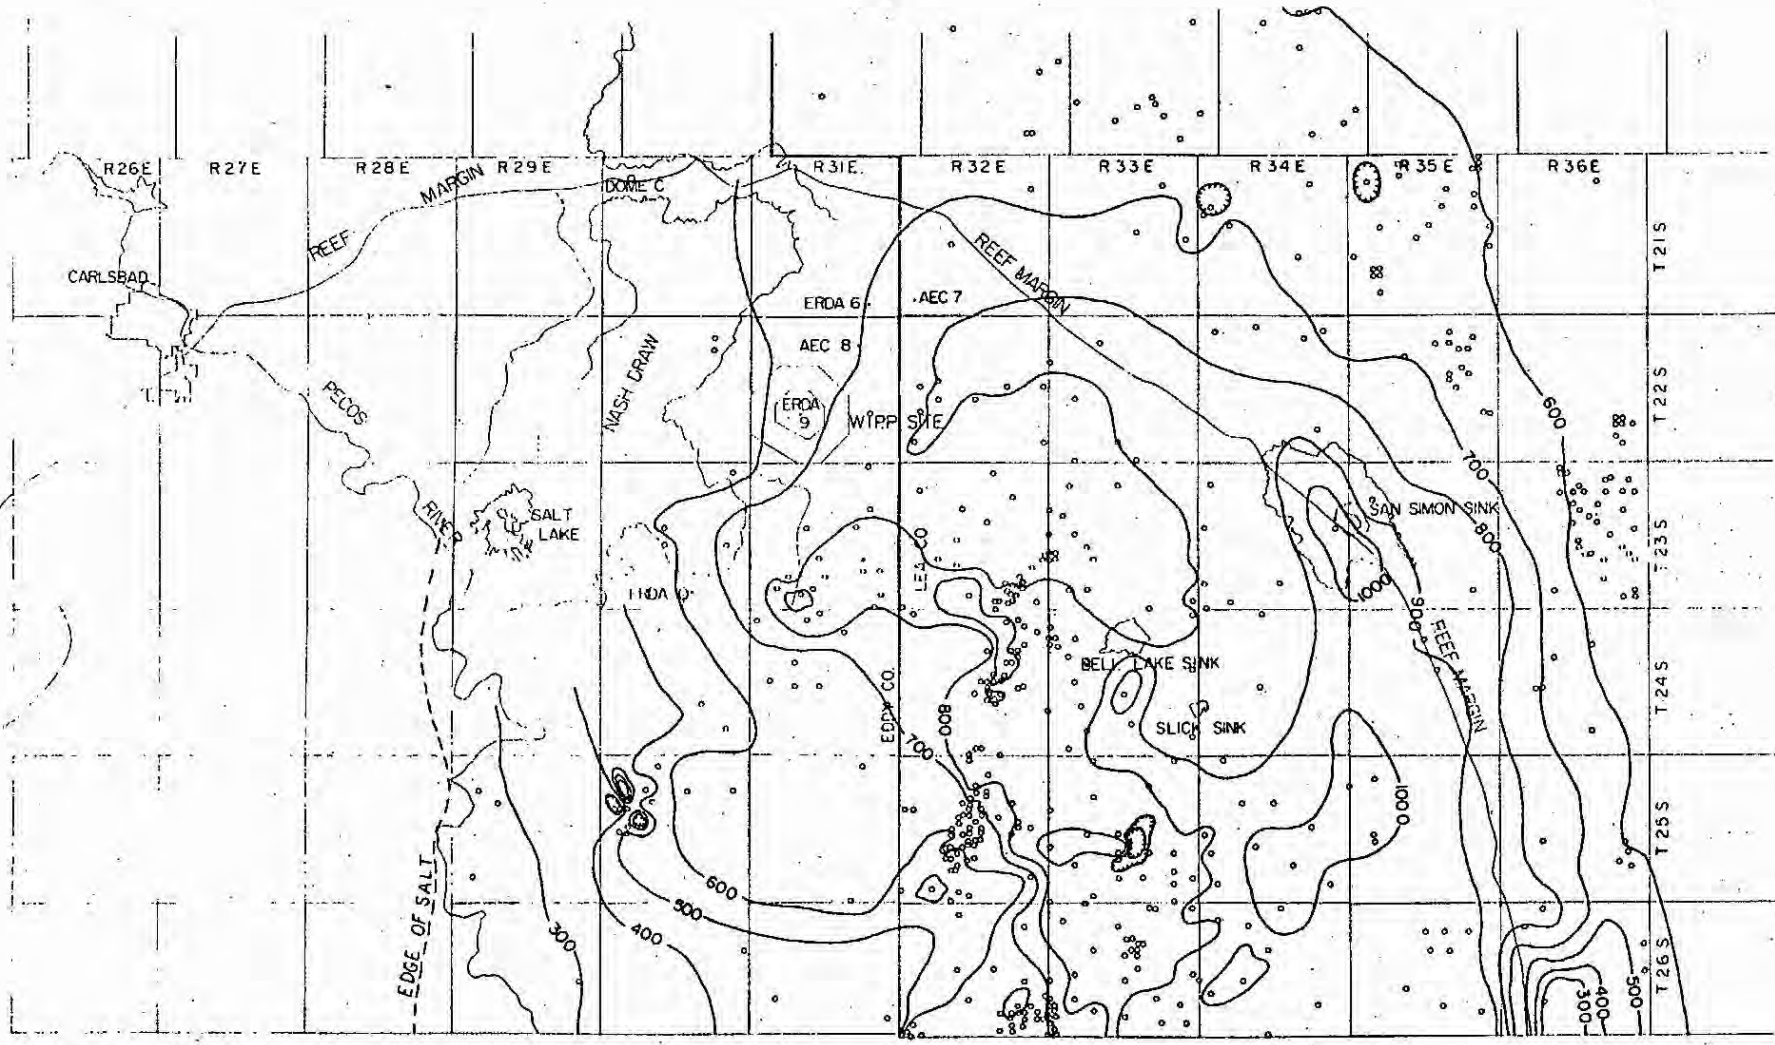 R26E
R27E
R28E
R29E
R31E.
R32E
R33E
R34E
R35E
R36E
DOME C
REEF
MARGIN
CARLSBAD
REEF MARGIN
T21S
ERDA 6
AEC 7
AEC 8
NASH DRAW
PECOS
ERDA
9
WIPP SITE
T22S
600
700
RIVER
SALT
LAKE
SAN SIMON SINK
800
T23S
LEA CO
1000
900
REEF MARGIN
BELL LAKE SINK
EDDY CO.
800
700
SLICK SINK
T24S
1000
T25S
EDGE OF SALT
600
500
400
300
T26S
500
400
300